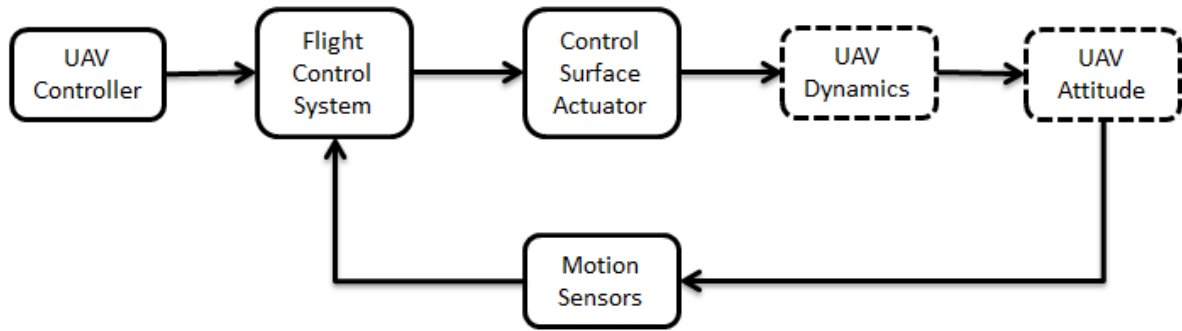 UAV
Controller
Flight
Control
System
Control
Surface
Actuator
UAV
Dynamics
UAV
Attitude
Motion
Sensors